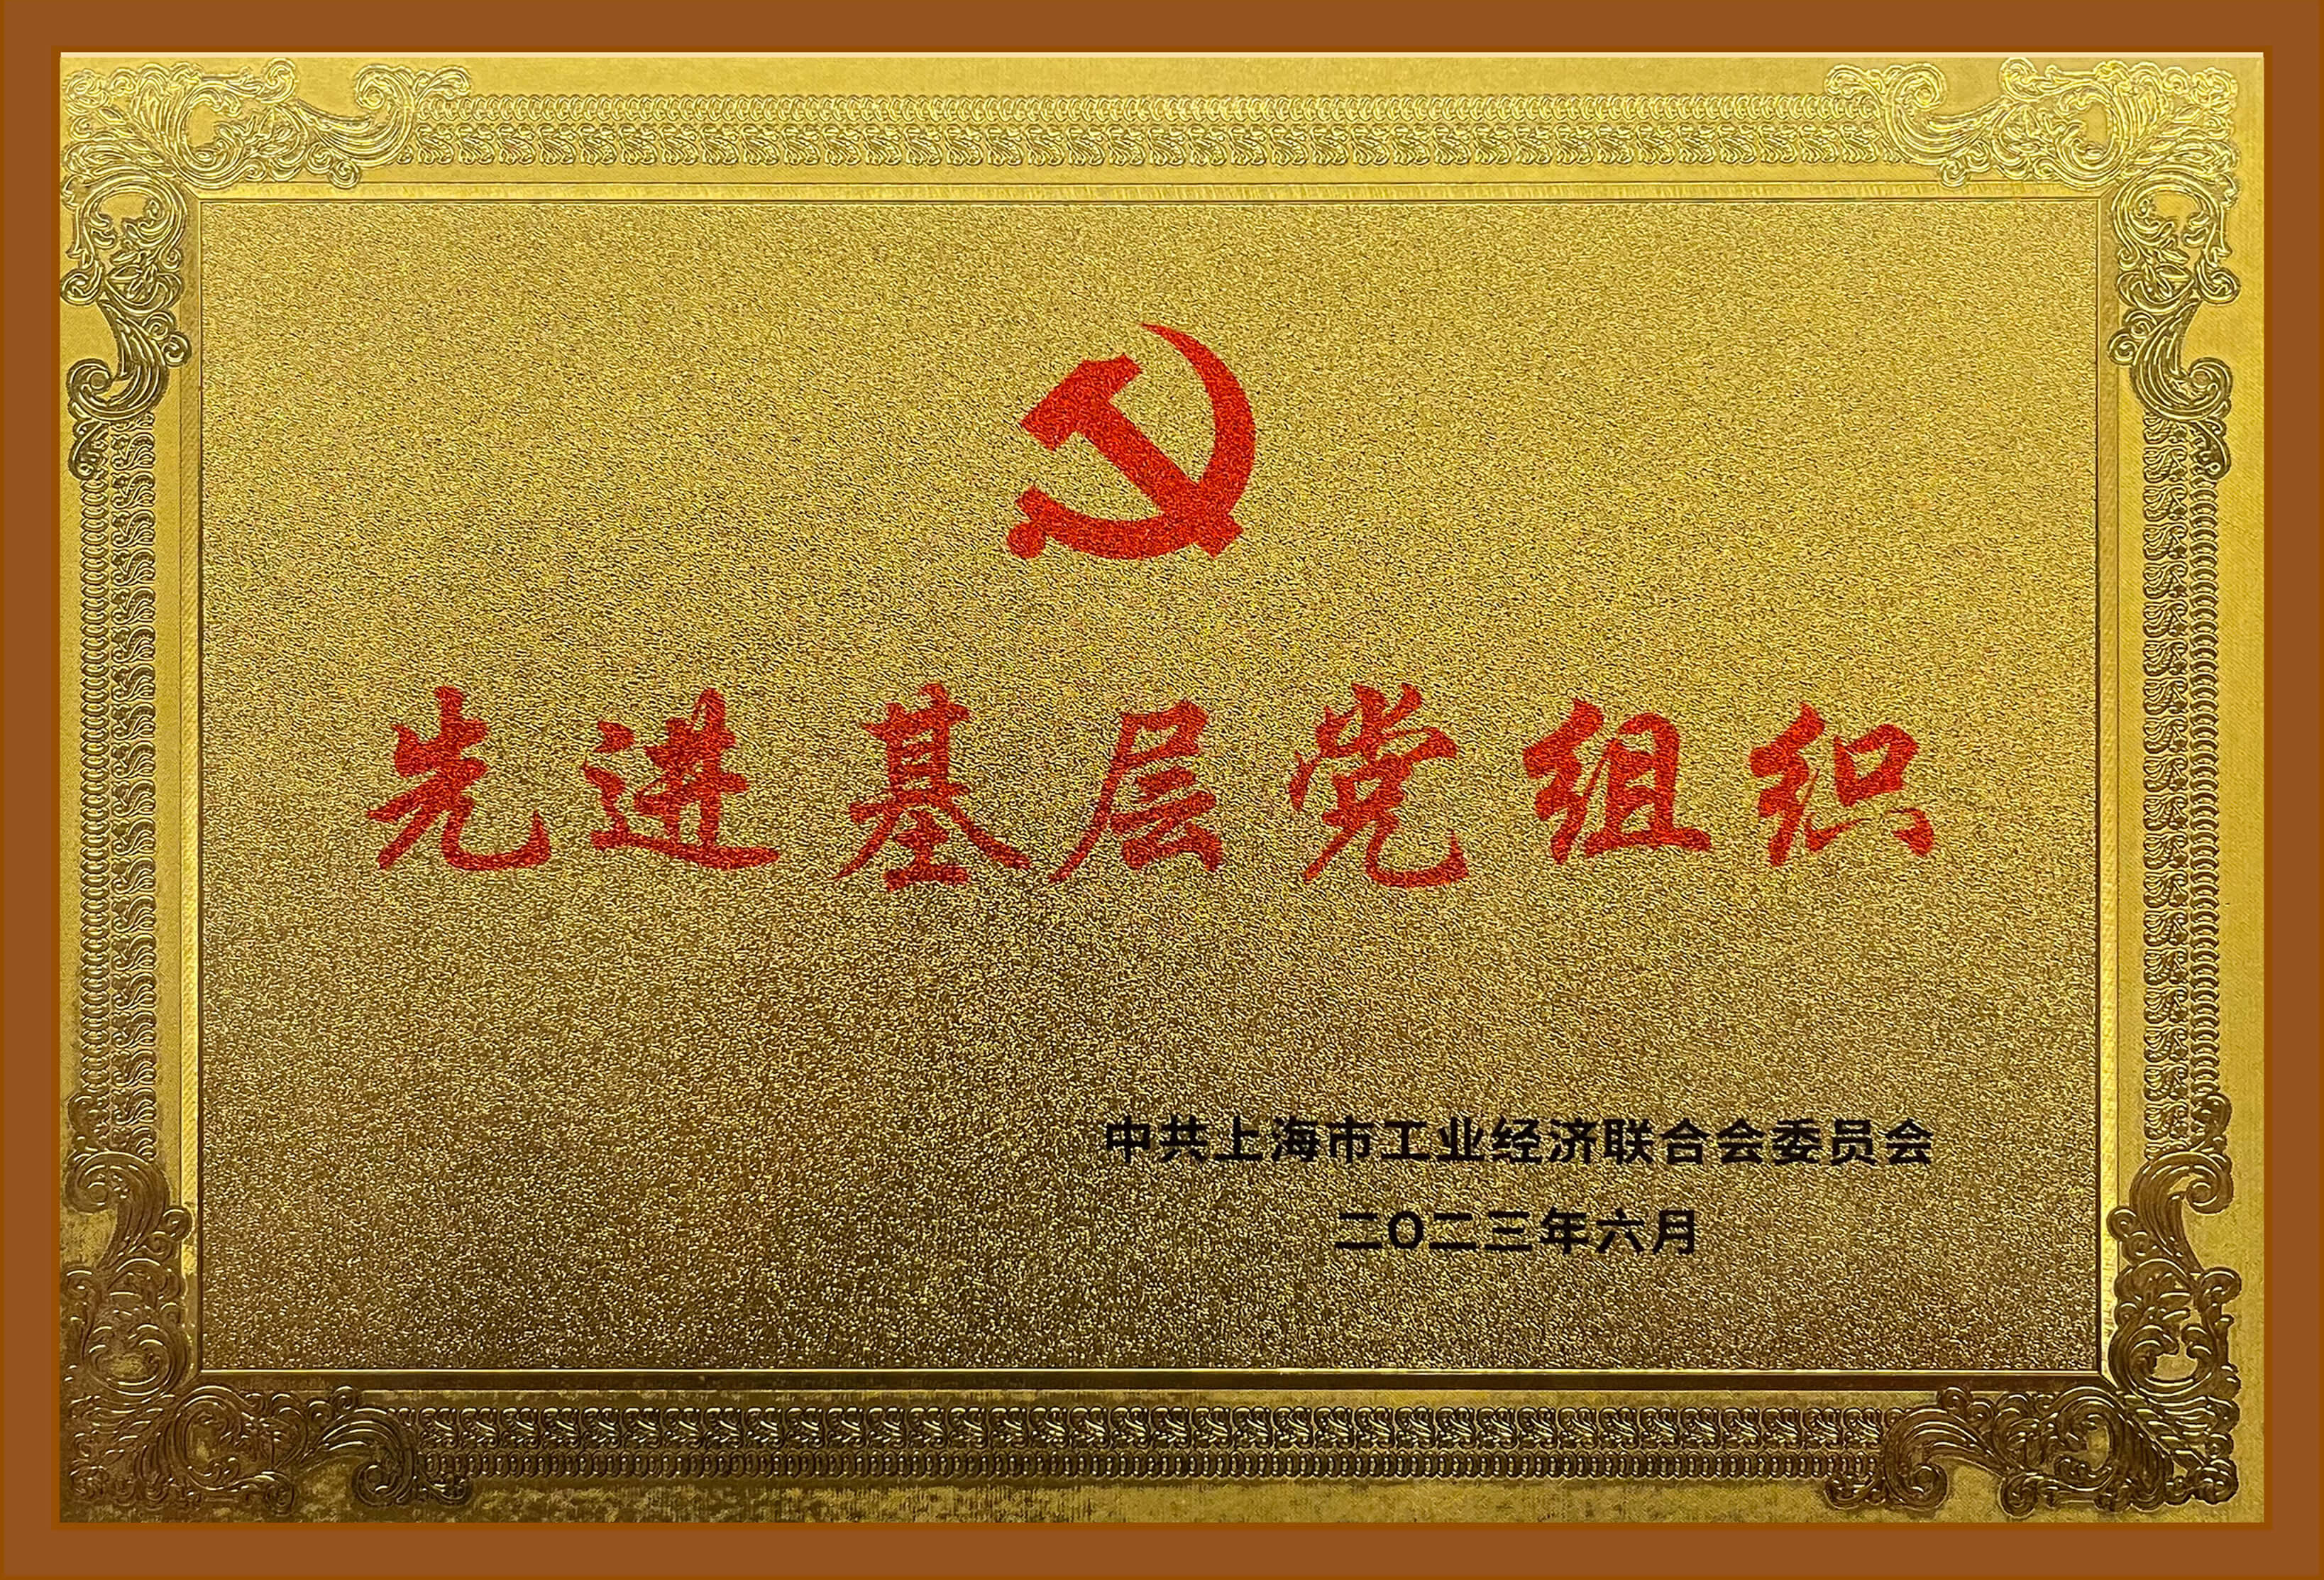 先进基层党组织
中共上海市工业经济联合会委员会
二O二三年六月